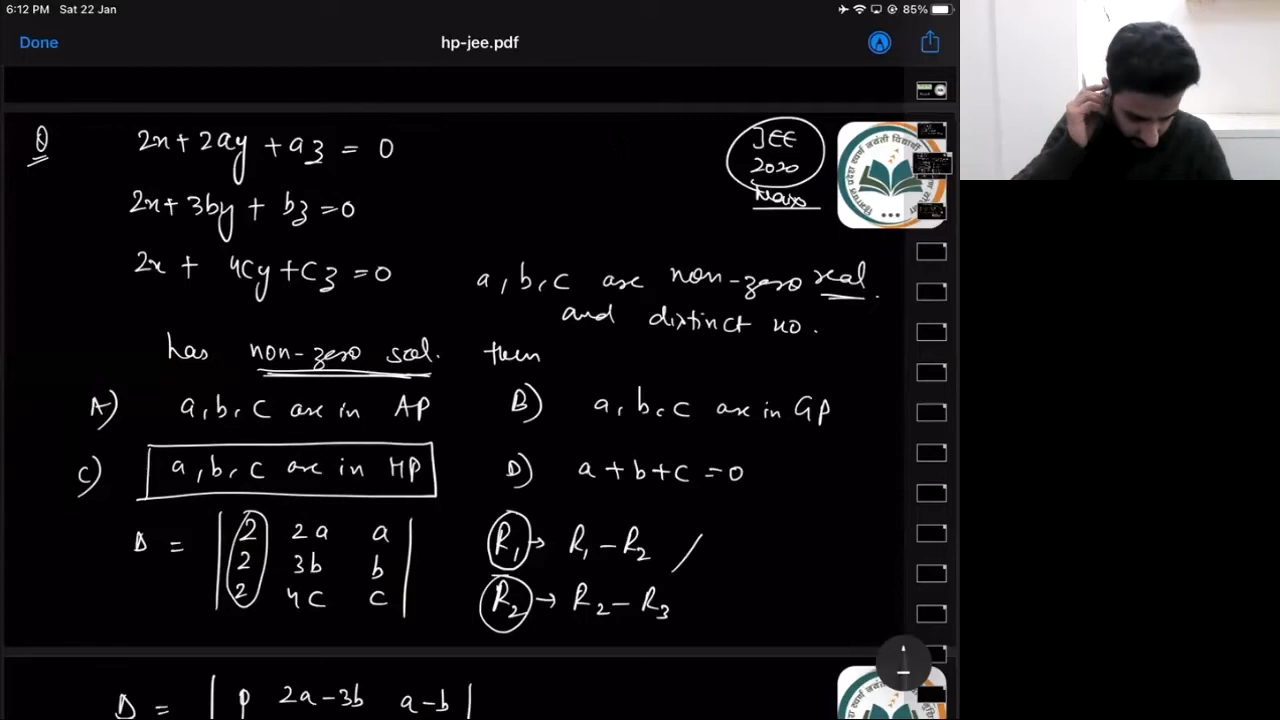 6:12 PM Sat 22 Jan
85%
Done
hp-jee.pdf
Q
2x + 2ay + az = 0
JEE
2020
Mains
2x + 3by + bz = 0
2x + 4cy + cz = 0
a, b, c are non-zero real
and distinct no.
has non-zero sol. then
A) a, b, c are in AP
B) a, b, c are in GP
C) a, b, c are in HP
D) a + b + c = 0
Δ = | 2 2a a |
| 2 3b b |
| 2 4c c |
R₁ → R₁ - R₂ /
R₂ → R₂ - R₃
Δ = | 0 2a - 3b a - b |